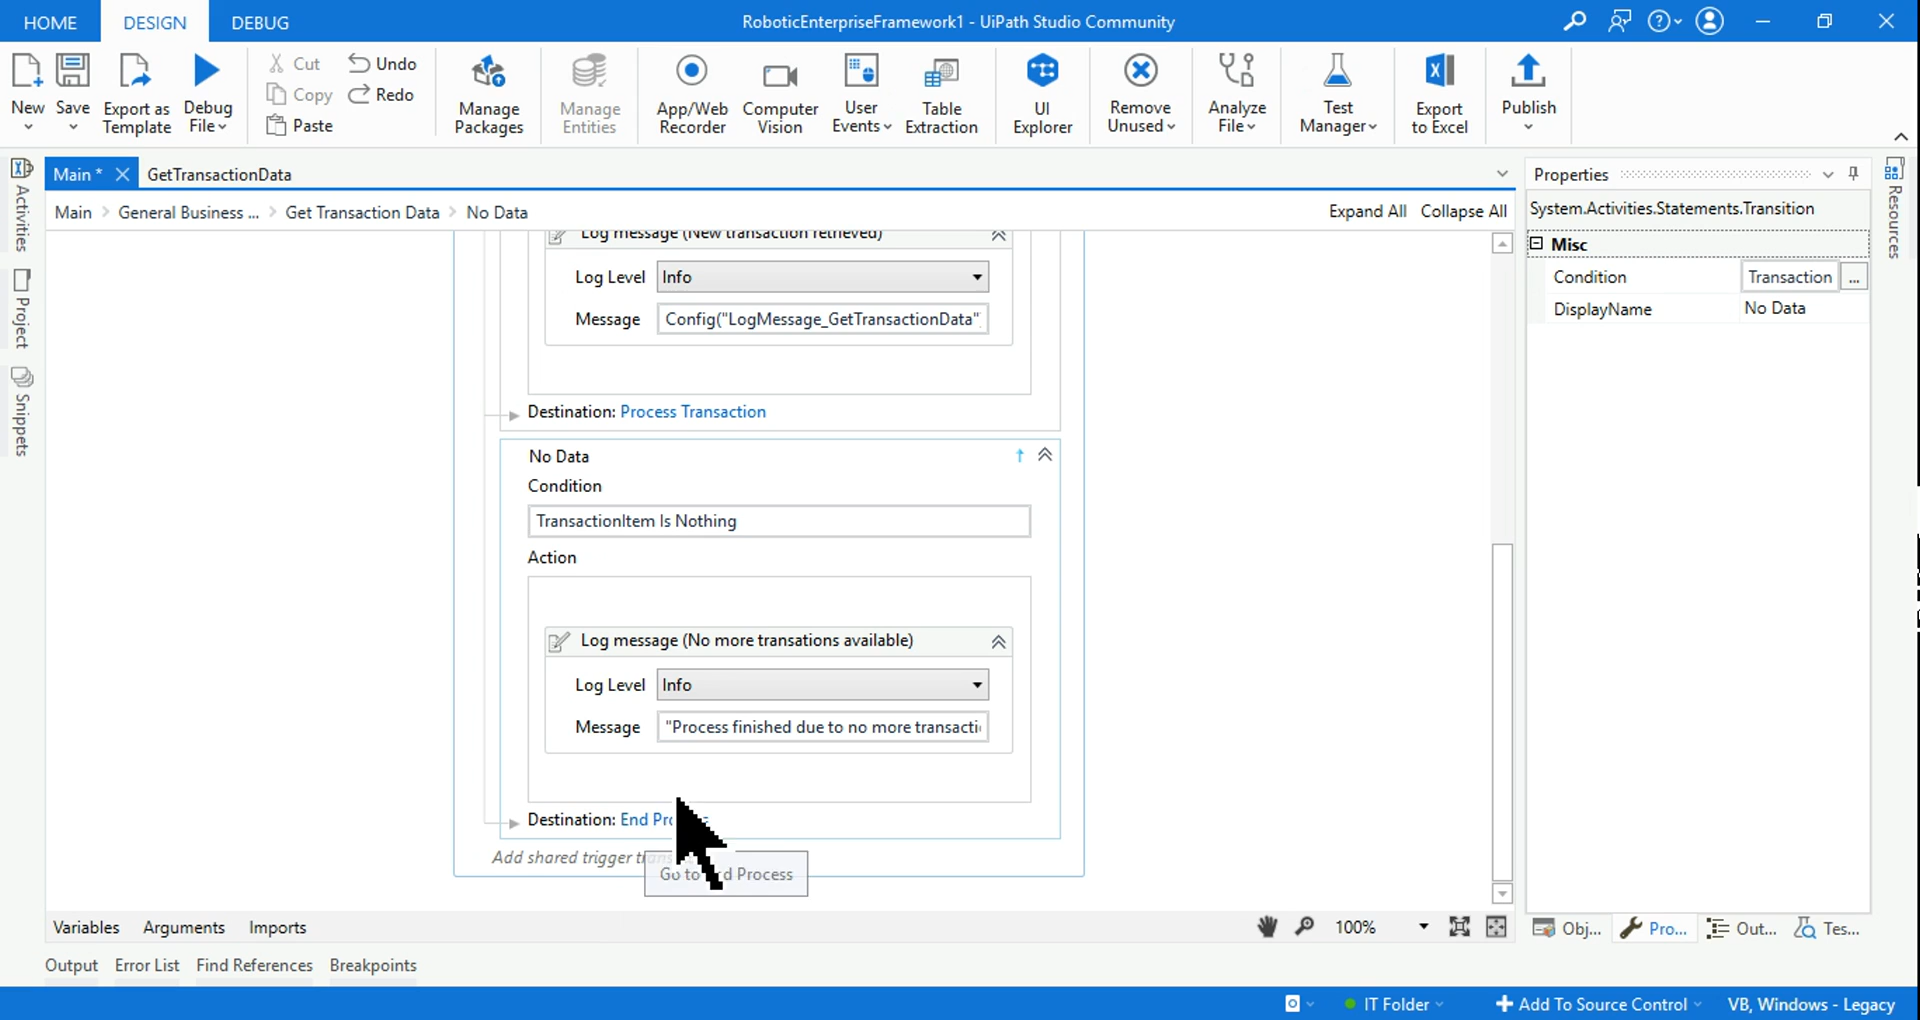 HOME DESIGN DEBUG RoboticEnterpriseFramework1 - UiPath Studio Community
New Save Export as Template Debug File Cut Copy Paste Undo Redo Manage Packages Manage Entities App/Web Recorder Computer Vision User Events Table Extraction UI Explorer Remove Unused Analyze File Test Manager Export to Excel Publish
Main * GetTransactionData
Main General Business ... Get Transaction Data No Data Expand All Collapse All
Activities
Project
Snippets
Log message (New transaction retrieved)
Log Level Info
Message Config("LogMessage_GetTransactionData"
Destination: Process Transaction
No Data
Condition
TransactionItem Is Nothing
Action
Log message (No more transations available)
Log Level Info
Message "Process finished due to no more transacti
Destination: End
Add shared trigger
Go to Process
Properties
System.Activities.Statements.Transition
Misc
Condition Transaction ...
DisplayName No Data
Resources
Variables Arguments Imports 100% Obj... Pro... Out... Tes...
Output Error List Find References Breakpoints
IT Folder Add To Source Control VB, Windows - Legacy